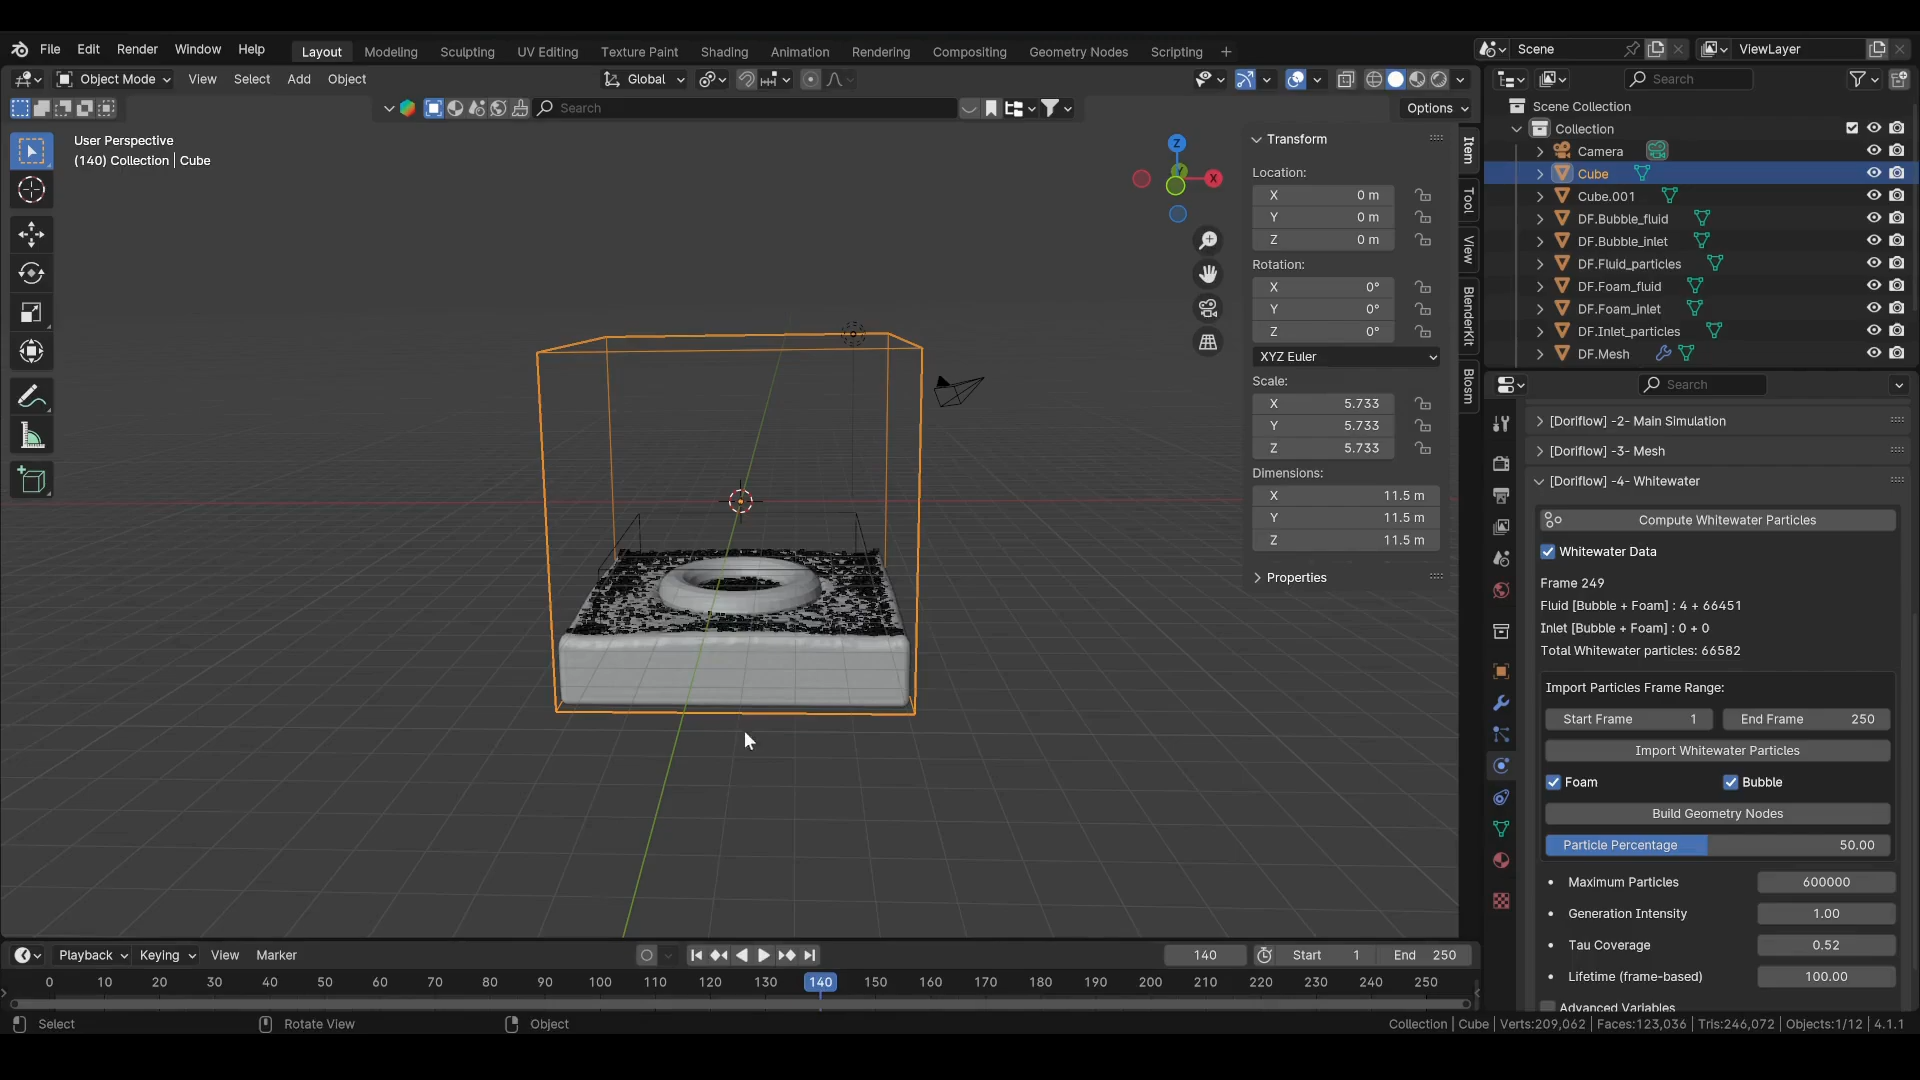 File Edit Render Window Help Layout Modeling Sculpting UV Editing Texture Paint Shading Animation Rendering Compositing Geometry Nodes Scripting + Scene ViewLayer
Object Mode View Select Add Object Global Search
Search Options
User Perspective
(140) Collection | Cube
Z
X
Transform
Location:
X 0 m
Y 0 m
Z 0 m
Rotation:
X 0°
Y 0°
Z 0°
XYZ Euler
Scale:
X 5.733
Y 5.733
Z 5.733
Dimensions:
X 11.5 m
Y 11.5 m
Z 11.5 m
Properties
Item
Tool
View
BlenderKit
Blosm
Scene Collection
Collection
Camera
Cube
Cube.001
DF.Bubble_fluid
DF.Bubble_inlet
DF.Fluid_particles
DF.Foam_fluid
DF.Foam_inlet
DF.Inlet_particles
DF.Mesh
Search
[Doriflow] -2- Main Simulation
[Doriflow] -3- Mesh
[Doriflow] -4- Whitewater
Compute Whitewater Particles
Whitewater Data
Frame 249
Fluid [Bubble + Foam] : 4 + 66451
Inlet [Bubble + Foam] : 0 + 0
Total Whitewater particles: 66582
Import Particles Frame Range:
Start Frame 1 End Frame 250
Import Whitewater Particles
Foam Bubble
Build Geometry Nodes
Particle Percentage 50.00
• Maximum Particles 600000
• Generation Intensity 1.00
• Tau Coverage 0.52
• Lifetime (frame-based) 100.00
Advanced Variables
Playback Keying View Marker 140 Start 1 End 250
0 10 20 30 40 50 60 70 80 90 100 110 120 130 140 150 160 170 180 190 200 210 220 230 240 250
Select Rotate View Object Collection | Cube | Verts:209,062 | Faces:123,036 | Tris:246,072 | Objects:1/12 | 4.1.1